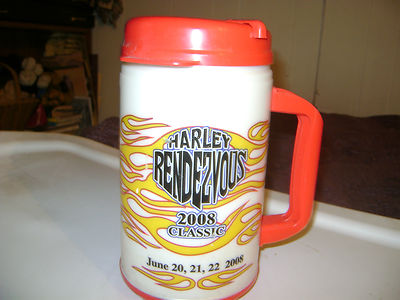 HARLEY
RENDEZVOUS
2008
CLASSIC
June 20, 21, 22 2008